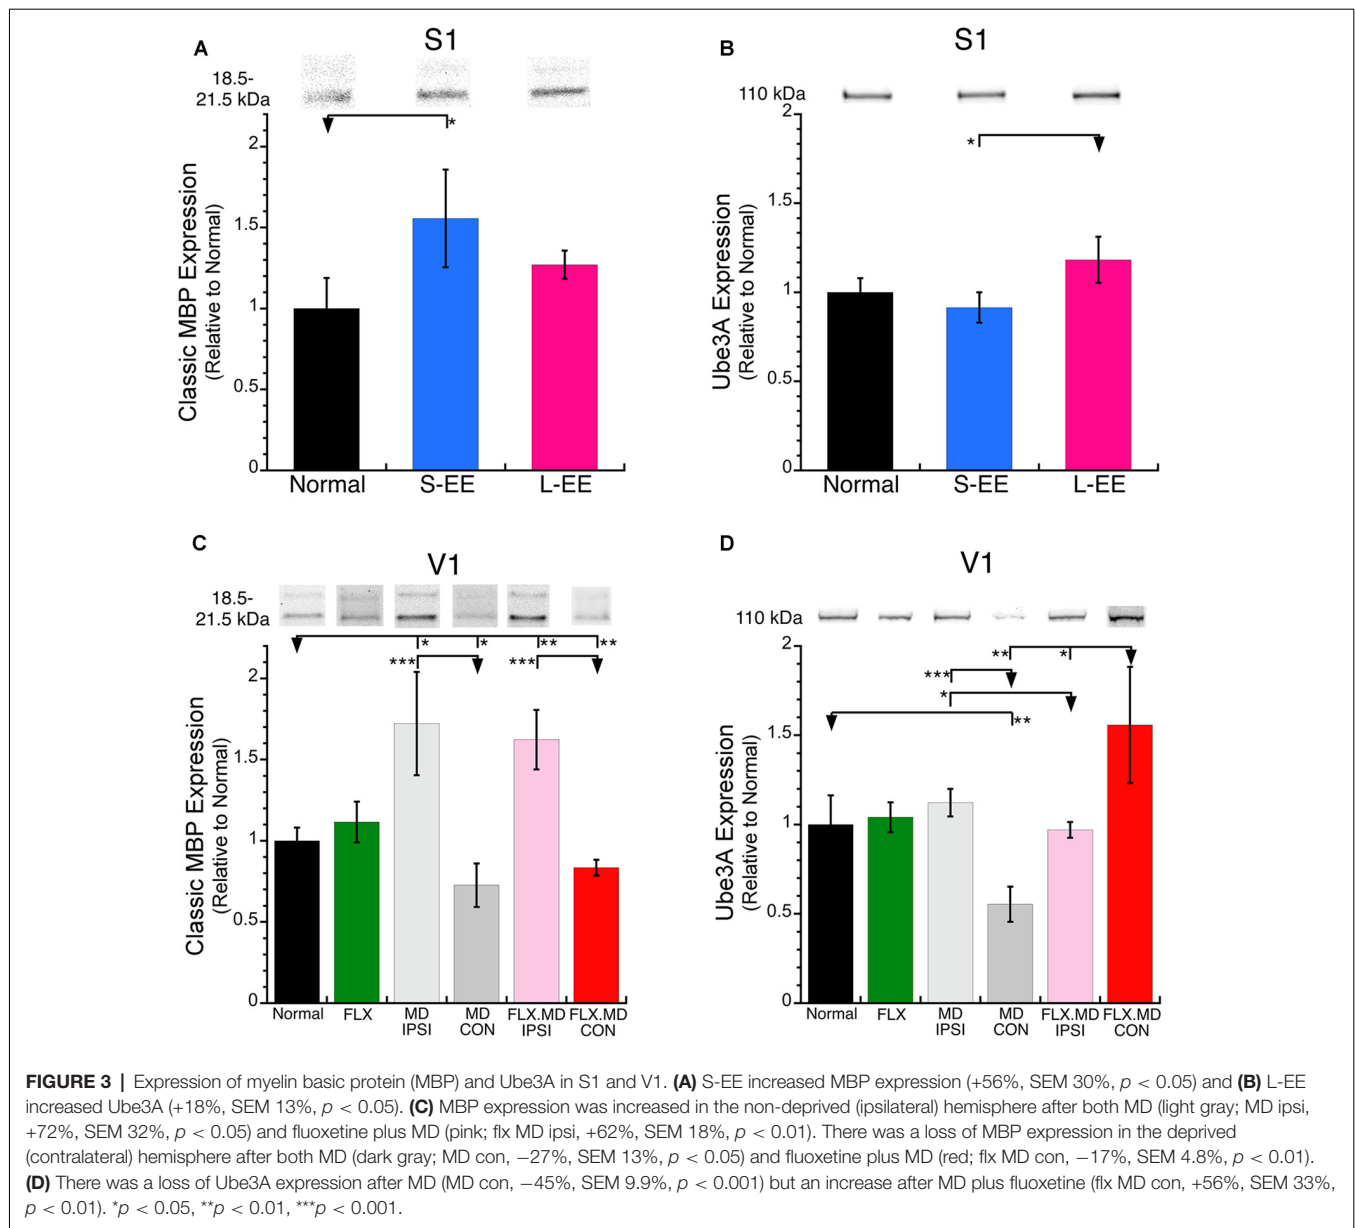 A
S1
18.5-
21.5 kDa
*
2
1.5
1
0.5
0
Classic MBP Expression
(Relative to Normal)
Normal S-EE L-EE
B
S1
110 kDa
*
2
1.5
1
0.5
0
Ube3A Expression
(Relative to Normal)
Normal S-EE L-EE
C
V1
18.5-
21.5 kDa
* * ** **
*** ***
2
1.5
1
0.5
0
Classic MBP Expression
(Relative to Normal)
Normal FLX MD MD FLX.MD FLX.MD
IPSI CON IPSI CON
D
V1
110 kDa
** *
***
*
**
2
1.5
1
0.5
0
Ube3A Expression
(Relative to Normal)
Normal FLX MD MD FLX.MD FLX.MD
IPSI CON IPSI CON
FIGURE 3 | Expression of myelin basic protein (MBP) and Ube3A in S1 and V1. (A) S-EE increased MBP expression (+56%, SEM 30%, p < 0.05) and (B) L-EE
increased Ube3A (+18%, SEM 13%, p < 0.05). (C) MBP expression was increased in the non-deprived (ipsilateral) hemisphere after both MD (light gray; MD ipsi,
+72%, SEM 32%, p < 0.05) and fluoxetine plus MD (pink; flx MD ipsi, +62%, SEM 18%, p < 0.01). There was a loss of MBP expression in the deprived
(contralateral) hemisphere after both MD (dark gray; MD con, −27%, SEM 13%, p < 0.05) and fluoxetine plus MD (red; flx MD con, −17%, SEM 4.8%, p < 0.01).
(D) There was a loss of Ube3A expression after MD (MD con, −45%, SEM 9.9%, p < 0.001) but an increase after MD plus fluoxetine (flx MD con, +56%, SEM 33%,
p < 0.01). *p < 0.05, **p < 0.01, ***p < 0.001.